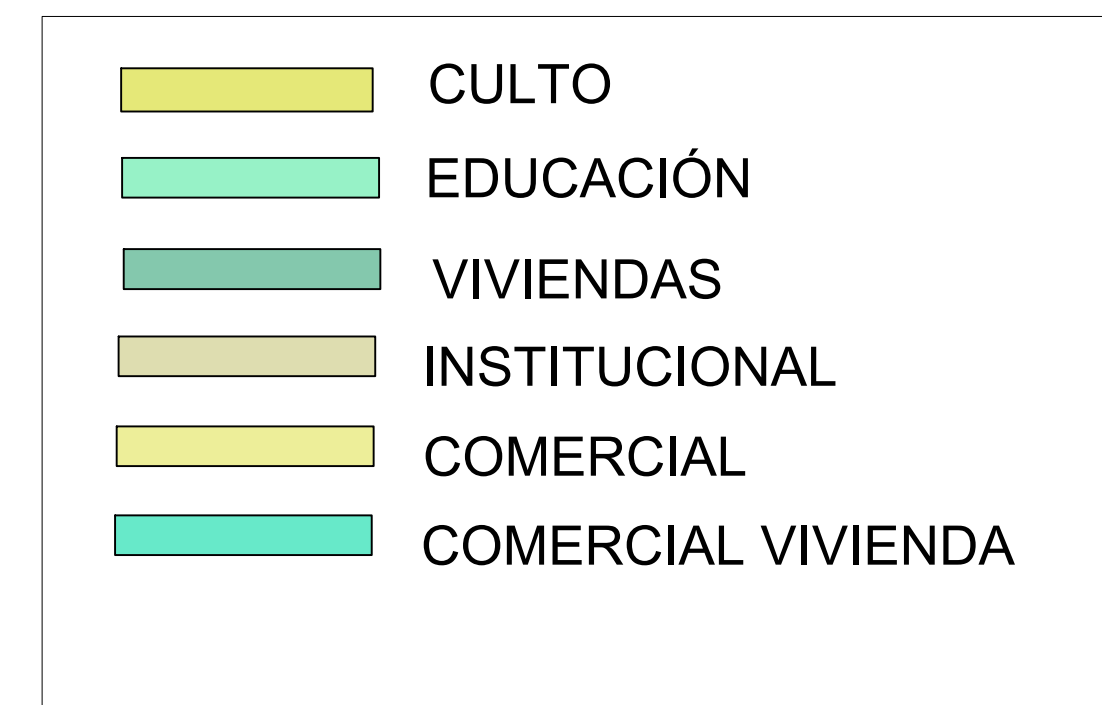 CULTO
EDUCACIÓN
VIVIENDAS
INSTITUCIONAL
COMERCIAL
COMERCIAL VIVIENDA